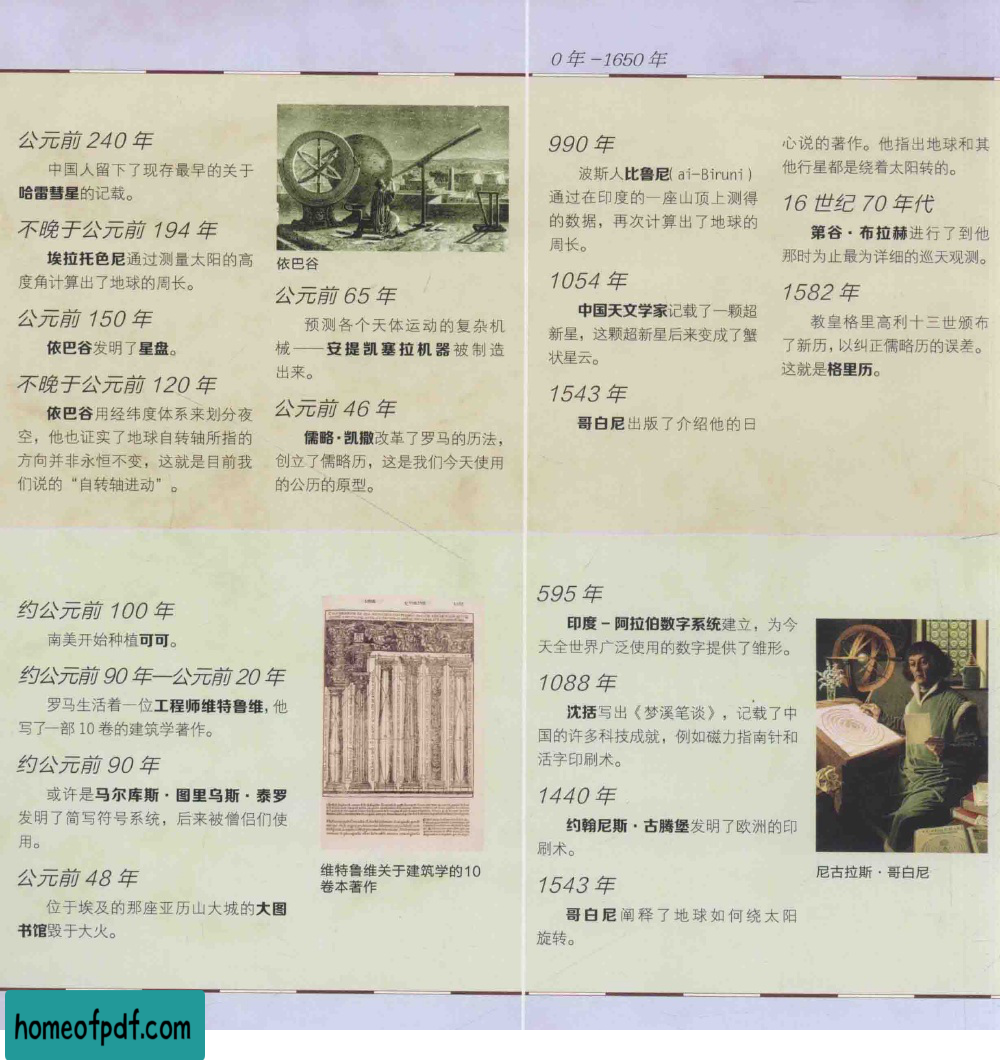 公元前 240 年
中国人留下了现存最早的关于
哈雷彗星的记载。
不晚于公元前 194 年
埃拉托色尼通过测量太阳的高
度角计算出了地球的周长。
公元前 150 年
依巴谷发明了星盘。
不晚于公元前 120 年
依巴谷用经纬度体系来划分夜
空，他也证实了地球自转轴所指的
方向并非永恒不变，这就是目前我
们说的“自转轴进动”。
依巴谷
公元前 65 年
预测各个天体运动的复杂机
械——安提凯塞拉机器被制造
出来。
公元前 46 年
儒略·凯撒改革了罗马的历法，
创立了儒略历，这是我们今天使用
的公历的原型。
约公元前 100 年
南美开始种植可可。
约公元前 90 年—公元前 20 年
罗马生活着一位工程师维特鲁维，他
写了一部 10 卷的建筑学著作。
约公元前 90 年
或许是马尔库斯·图里乌斯·泰罗
发明了简写符号系统，后来被僧侣们使
用。
公元前 48 年
位于埃及的那座亚历山大城的大图
书馆毁于大火。
维特鲁维关于建筑学的10
卷本著作
0 年 -1650 年
990 年
波斯人比鲁尼(ai-Biruni)
通过在印度的一座山顶上测得
的数据，再次计算出了地球的
周长。
1054 年
中国天文学家记载了一颗超
新星，这颗超新星后来变成了蟹
状星云。
1543 年
哥白尼出版了介绍他的日
心说的著作。他指出地球和其
他行星都是绕着太阳转的。
16 世纪 70 年代
第谷·布拉赫进行了到他
那时为止最为详细的巡天观测。
1582 年
教皇格里高利十三世颁布
了新历，以纠正儒略历的误差。
这就是格里历。
595 年
印度-阿拉伯数字系统建立，为今
天全世界广泛使用的数字提供了雏形。
1088 年
沈括写出《梦溪笔谈》，记载了中
国的许多科技成就，例如磁力指南针和
活字印刷术。
1440 年
约翰尼斯·古腾堡发明了欧洲的印
刷术。
1543 年
哥白尼阐释了地球如何绕太阳
旋转。
尼古拉斯·哥白尼
homeofpdf.com